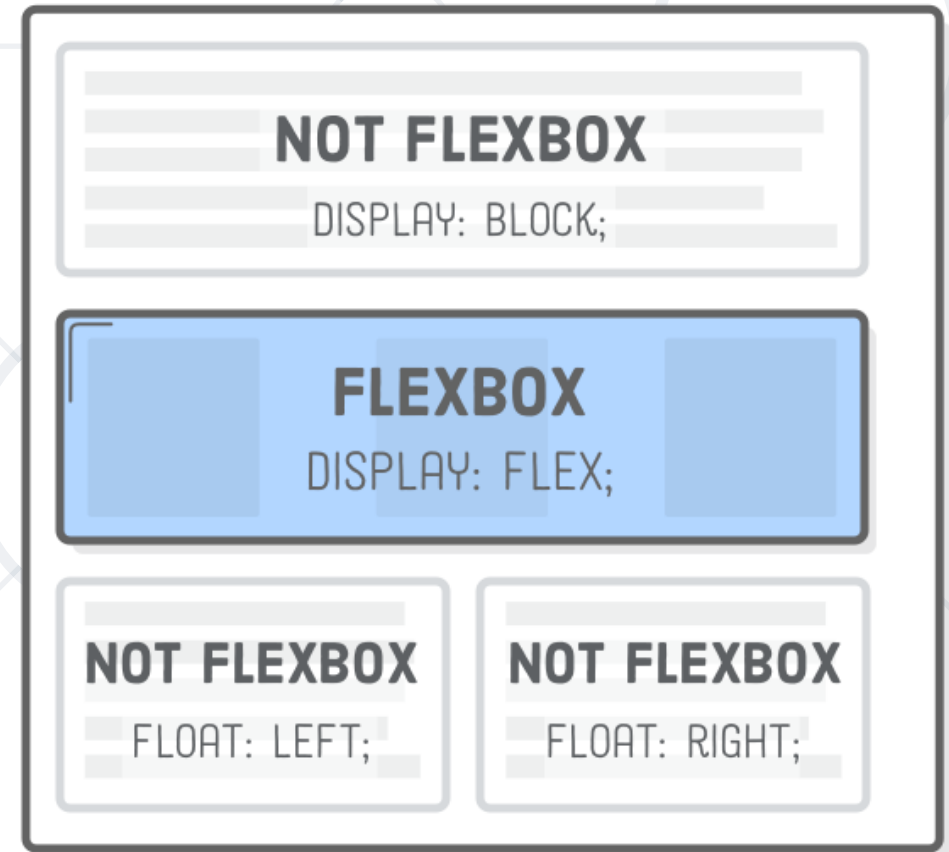 NOT FLEXBOX
DISPLAY: BLOCK;
FLEXBOX
DISPLAY: FLEX;
NOT FLEXBOX
FLOAT: LEFT;
NOT FLEXBOX
FLOAT: RIGHT;